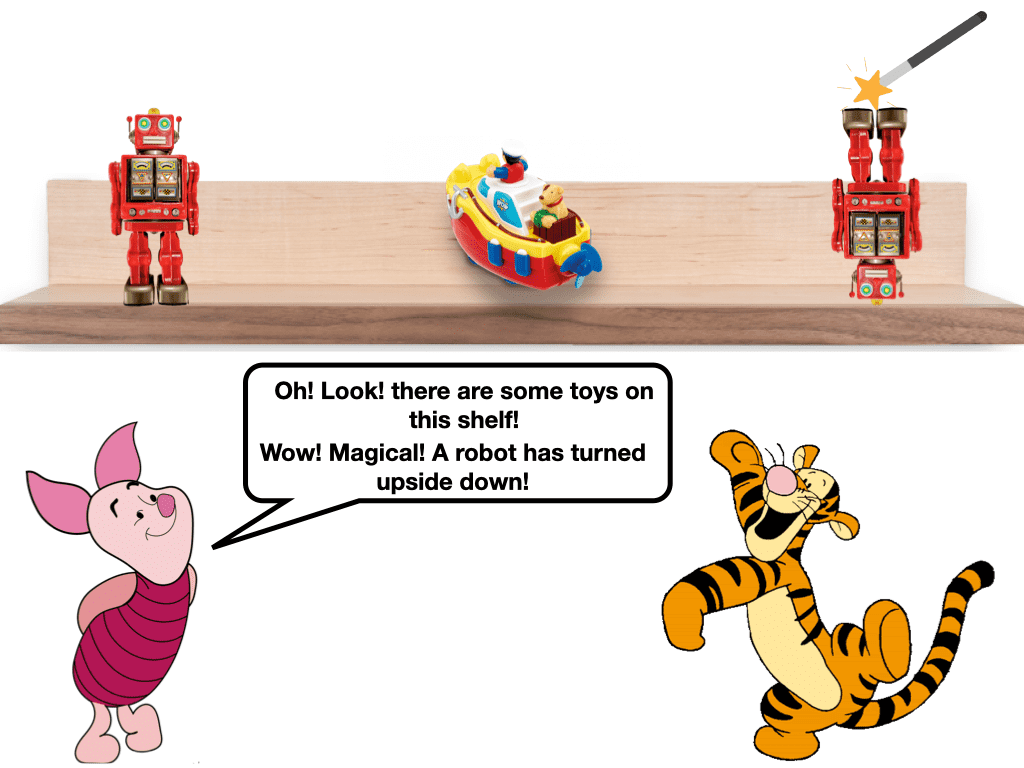 Oh! Look! there are some toys on
this shelf!
Wow! Magical! A robot has turned
upside down!